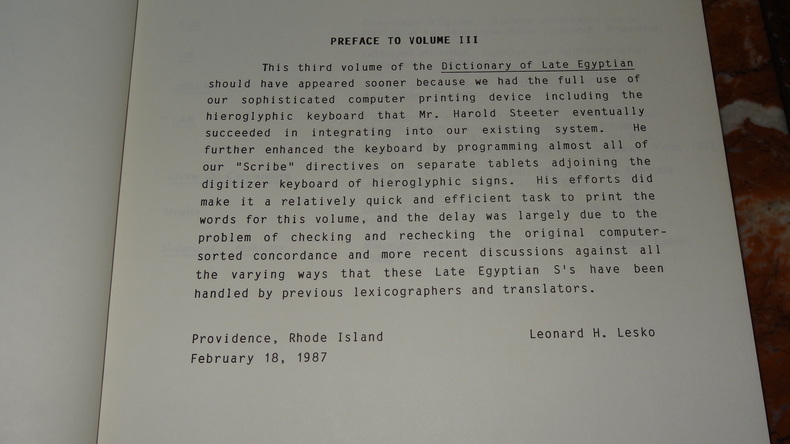 PREFACE TO VOLUME III
This third volume of the Dictionary of Late Egyptian
should have appeared sooner because we had the full use of
our sophisticated computer printing device including the
hieroglyphic keyboard that Mr. Harold Steeter eventually
succeeded in integrating into our existing system. He
further enhanced the keyboard by programming almost all of
our "Scribe" directives on separate tablets adjoining the
digitizer keyboard of hieroglyphic signs. His efforts did
make it a relatively quick and efficient task to print the
words for this volume, and the delay was largely due to the
problem of checking and rechecking the original computer-
sorted concordance and more recent discussions against all
the varying ways that these Late Egyptian S's have been
handled by previous lexicographers and translators.
Providence, Rhode Island Leonard H. Lesko
February 18, 1987